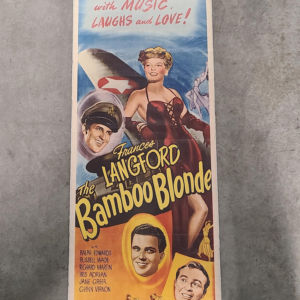 with MUSIC,
LAUGHS and LOVE!
Frances
LANGFORD
The
Bamboo Blonde
RALPH EDWARDS
RUSSELL WADE
RICHARD MARTIN
IRIS ADRIAN
JANE GREER
GLENN VERNON